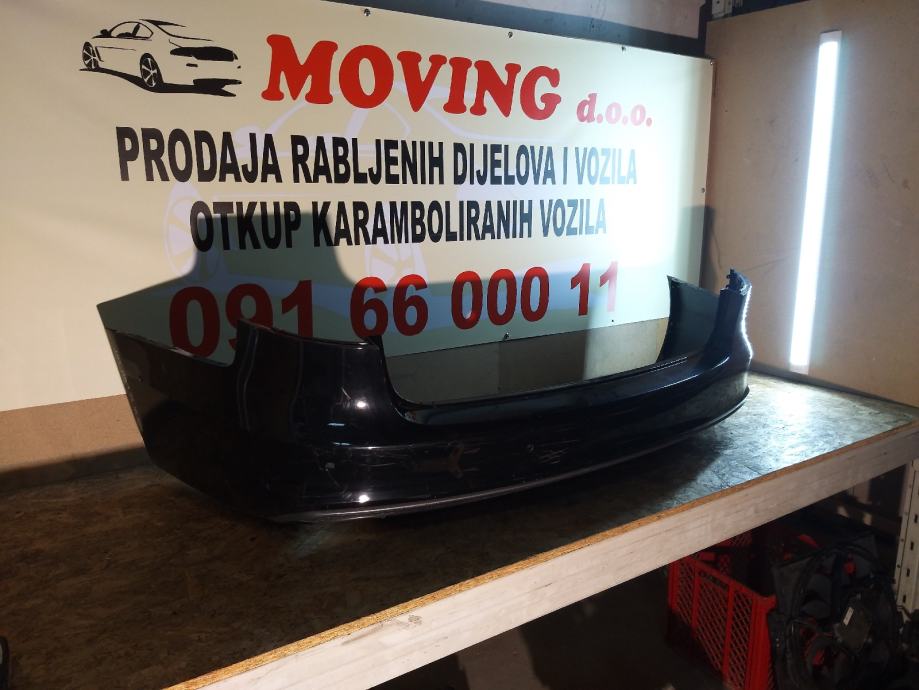 MOVING d.o.o.
PRODAJA RABLJENIH DIJELOVA I VOZILA
OTKUP KARAMBOLIRANIH VOZILA
091 66 000 11